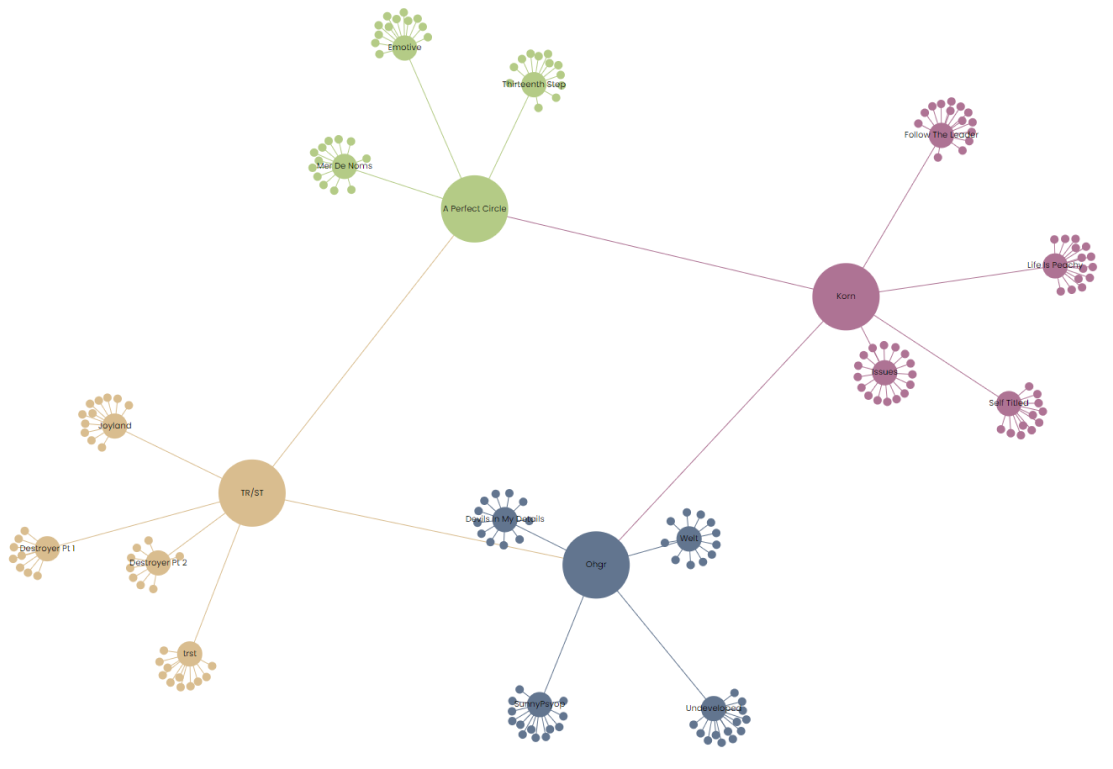 Emotive
Thirteenth Step
Mer De Noms
A Perfect Circle
Follow The Leader
Life Is Peachy
Korn
Issues
Self Titled
Joyland
TR/ST
Destroyer Pt 1
Destroyer Pt 2
trst
Devils In My Details
Welt
Ohgr
SunnyPsyop
Undeveloped